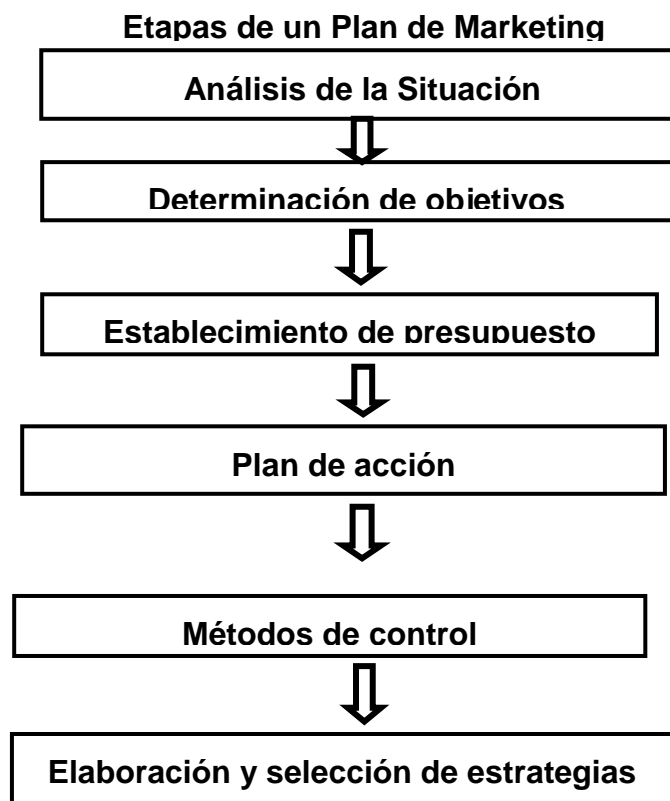 Etapas de un Plan de Marketing
Análisis de la Situación
Determinación de objetivos
Establecimiento de presupuesto
Plan de acción
Métodos de control
Elaboración y selección de estrategias